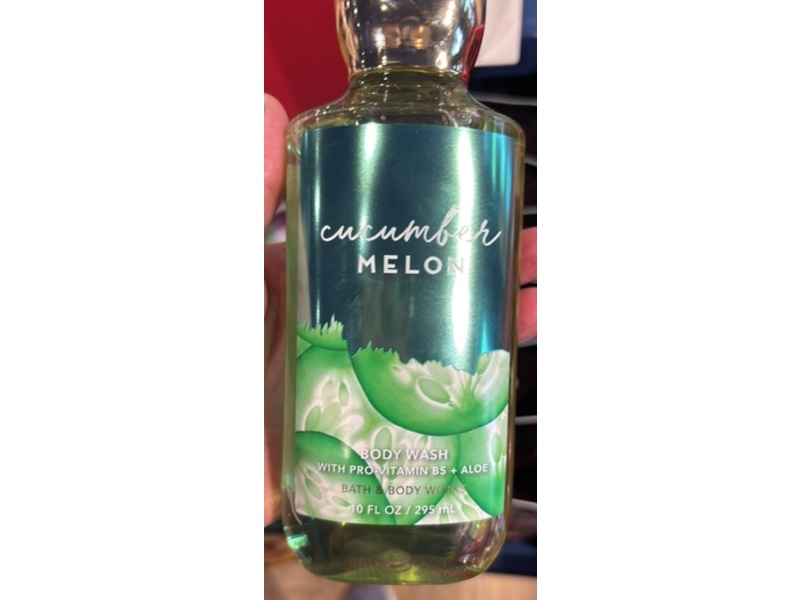 cucumber
MELON
BODY WASH
WITH PRO-VITAMIN B5 + ALOE
BATH & BODY WORKS
10 FL OZ / 295 mL